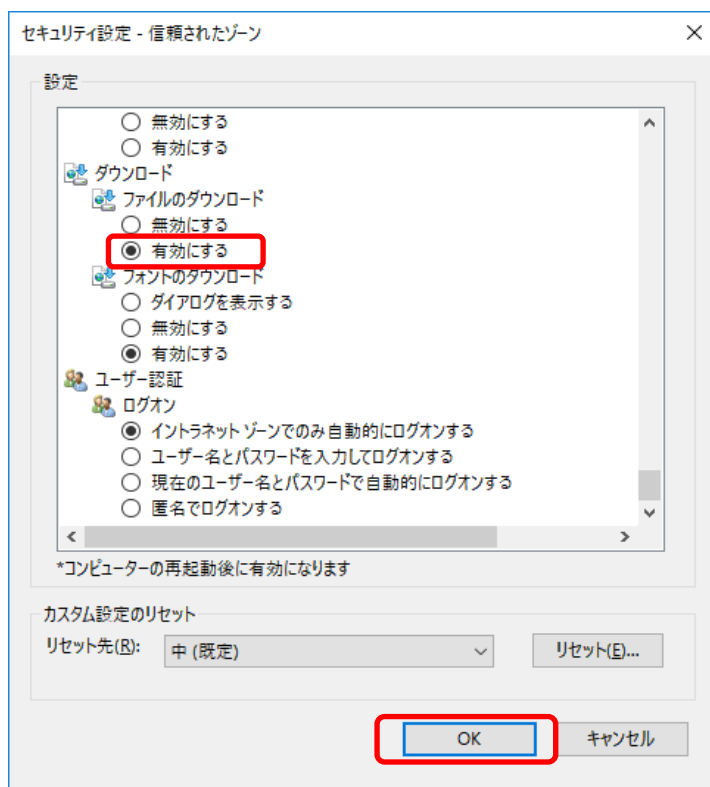 セキュリティ設定 - 信頼されたゾーン
設定
無効にする
有効にする
ダウンロード
ファイルのダウンロード
無効にする
有効にする
フォントのダウンロード
ダイアログを表示する
無効にする
有効にする
ユーザー認証
ログオン
イントラネット ゾーンでのみ自動的にログオンする
ユーザー名とパスワードを入力してログオンする
現在のユーザー名とパスワードで自動的にログオンする
匿名でログオンする
*コンピューターの再起動後に有効になります
カスタム設定のリセット
リセット先(R): 中 (既定) リセット(E)...
OK キャンセル